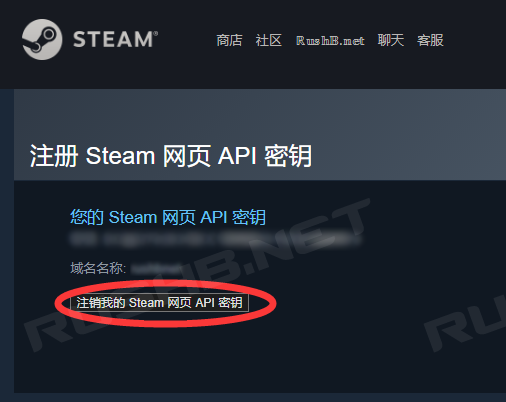 STEAM®
商店 社区 RushB.net 聊天 客服
注册 Steam 网页 API 密钥
您的 Steam 网页 API 密钥
域名名称:
注销我的 Steam 网页 API 密钥
RUSHB.NET
RUS